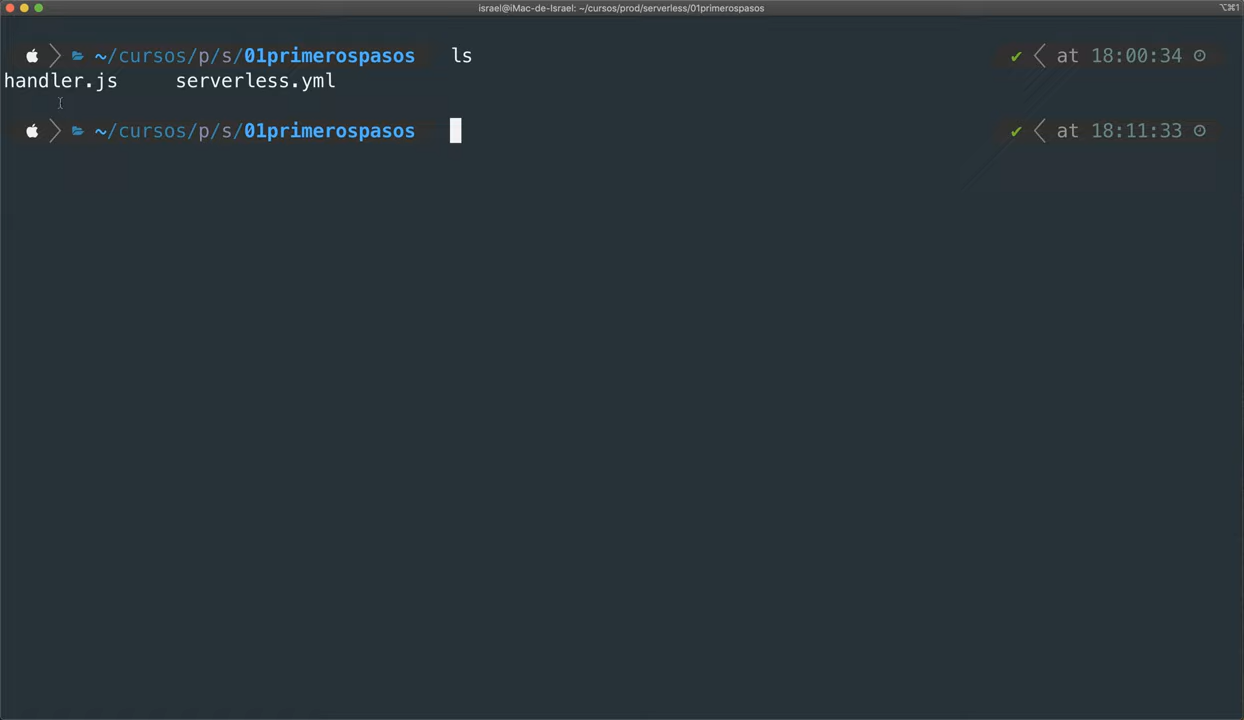 israel@iMac-de-Israel: ~/cursos/prod/serverless/01primerospasos ⌥⌘1
~/cursos/p/s/01primerospasos ls ✔ at 18:00:34
handler.js serverless.yml
~/cursos/p/s/01primerospasos ✔ at 18:11:33